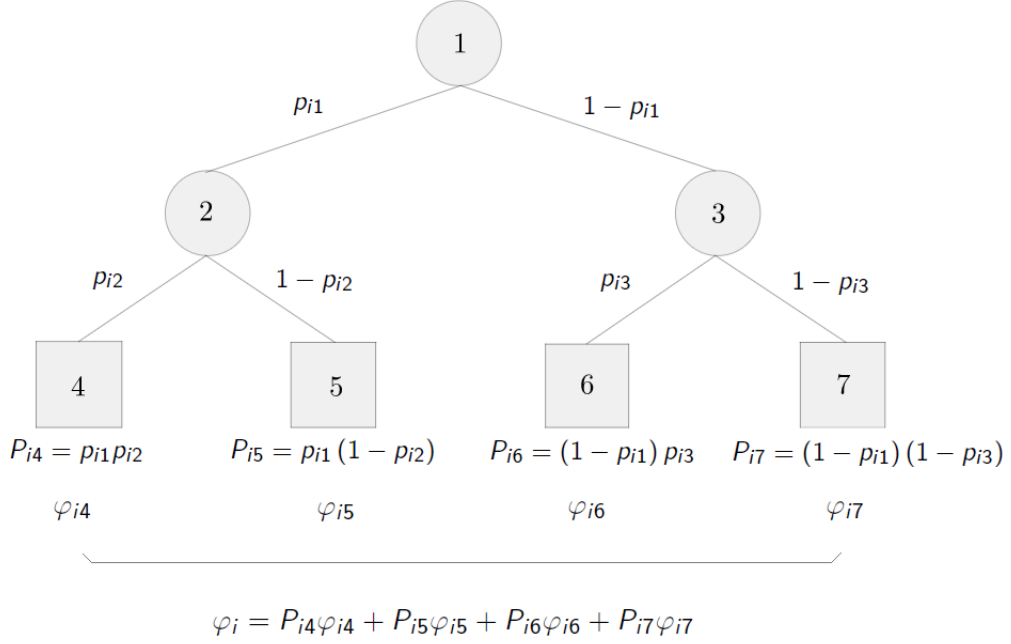 1
p_{i1} 1 − p_{i1}
2 3
p_{i2} 1 − p_{i2} p_{i3} 1 − p_{i3}
4 5 6 7
P_{i4} = p_{i1}p_{i2} P_{i5} = p_{i1} (1 − p_{i2}) P_{i6} = (1 − p_{i1}) p_{i3} P_{i7} = (1 − p_{i1}) (1 − p_{i3})
φ_{i4} φ_{i5} φ_{i6} φ_{i7}
φ_i = P_{i4}φ_{i4} + P_{i5}φ_{i5} + P_{i6}φ_{i6} + P_{i7}φ_{i7}